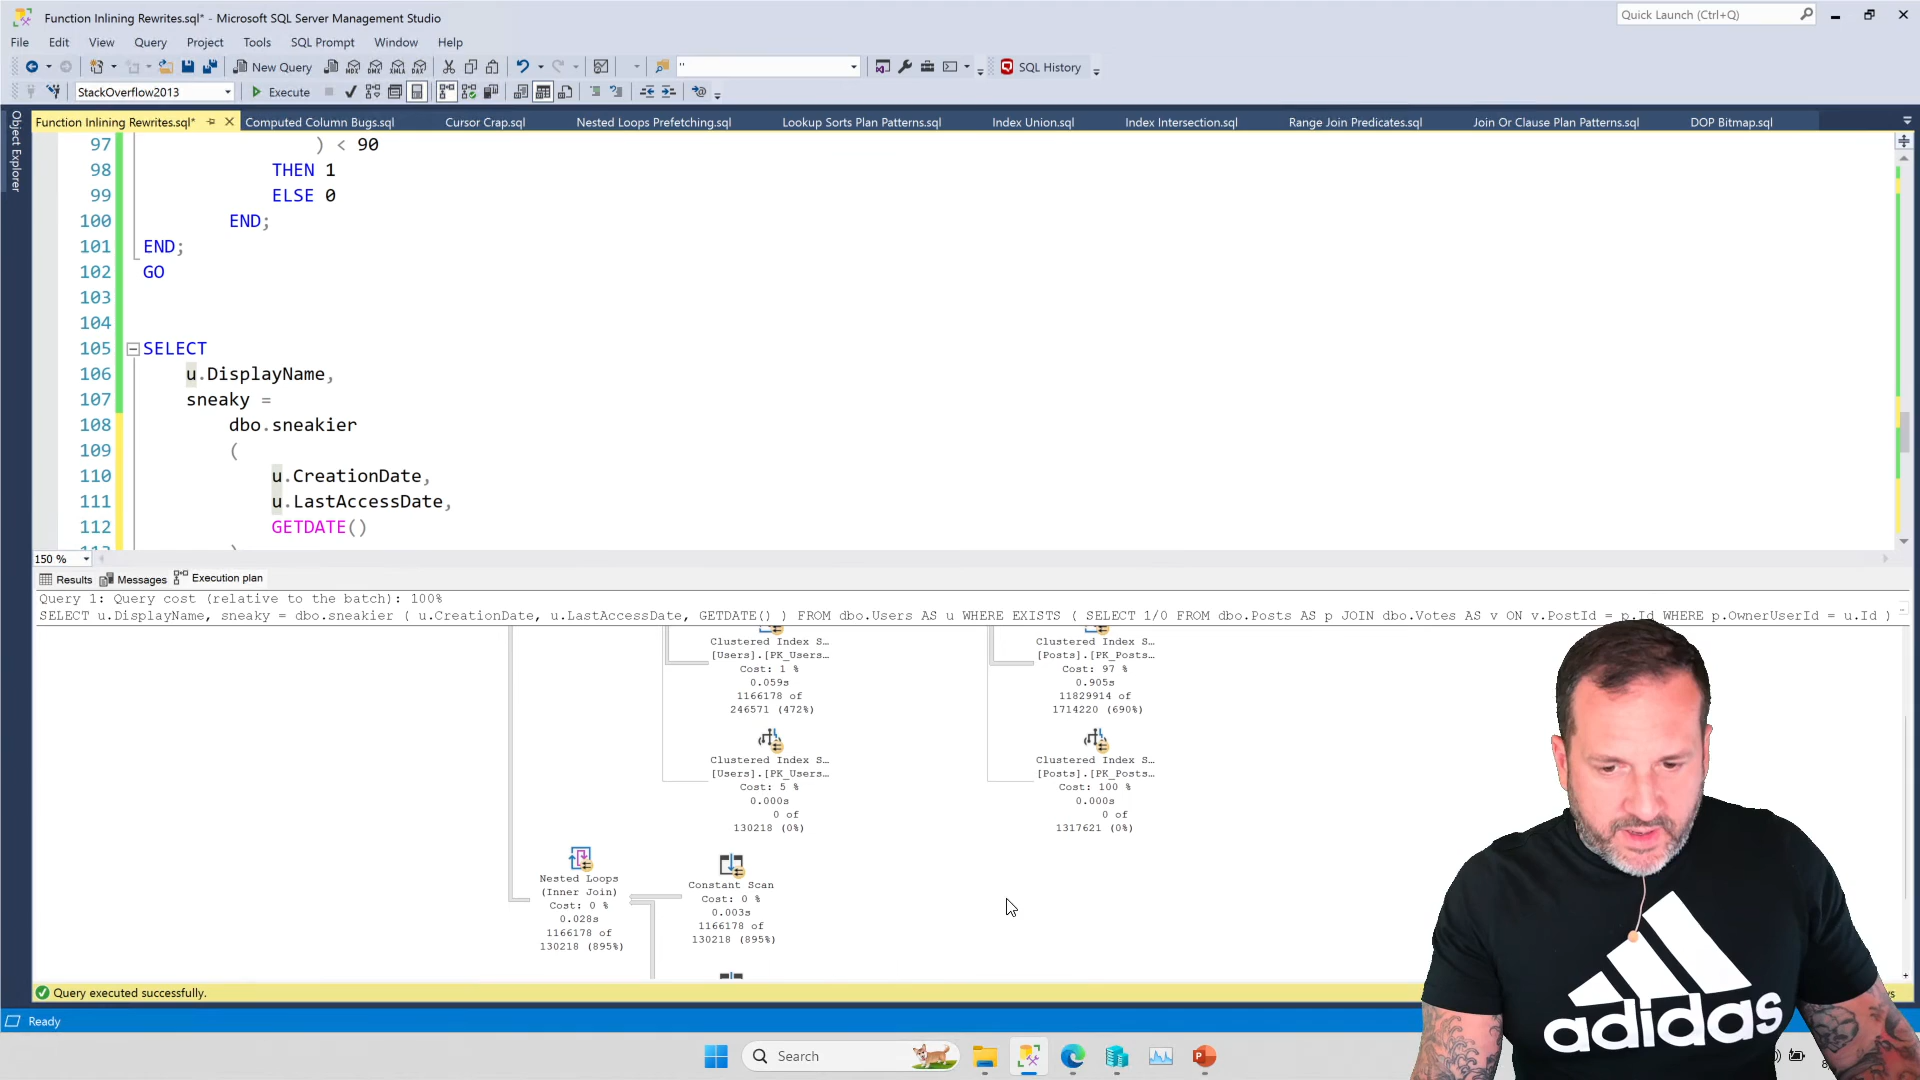 Function Inlining Rewrites.sql* - Microsoft SQL Server Management Studio
Quick Launch (Ctrl+Q)
File Edit View Query Project Tools SQL Prompt Window Help
New Query MDX DMX XMLA DAX '' SQL History
StackOverflow2013 Execute
Function Inlining Rewrites.sql* Computed Column Bugs.sql Cursor Crap.sql Nested Loops Prefetching.sql Lookup Sorts Plan Patterns.sql Index Union.sql Index Intersection.sql Range Join Predicates.sql Join Or Clause Plan Patterns.sql DOP Bitmap.sql
Object Explorer
97 ) < 90
98 THEN 1
99 ELSE 0
100 END;
101 END;
102 GO
103
104
105 SELECT
106 u.DisplayName,
107 sneaky =
108 dbo.sneakier
109 (
110 u.CreationDate,
111 u.LastAccessDate,
112 GETDATE()
113 )
150 %
Results Messages Execution plan
Query 1: Query cost (relative to the batch): 100%
SELECT u.DisplayName, sneaky = dbo.sneakier ( u.CreationDate, u.LastAccessDate, GETDATE() ) FROM dbo.Users AS u WHERE EXISTS ( SELECT 1/0 FROM dbo.Posts AS p JOIN dbo.Votes AS v ON v.PostId = p.Id WHERE p.OwnerUserId = u.Id )
Clustered Index S…
[Users].[PK_Users…
Cost: 1 %
0.059s
1166178 of
246571 (472%)
Clustered Index S…
[Posts].[PK_Posts…
Cost: 97 %
0.905s
11829914 of
1714220 (690%)
Clustered Index S…
[Users].[PK_Users…
Cost: 5 %
0.000s
0 of
130218 (0%)
Clustered Index S…
[Posts].[PK_Posts…
Cost: 100 %
0.000s
0 of
1317621 (0%)
Nested Loops
(Inner Join)
Cost: 0 %
0.028s
1166178 of
130218 (895%)
Constant Scan
Cost: 0 %
0.003s
1166178 of
130218 (895%)
Query executed successfully.
Ready
Search
adidas